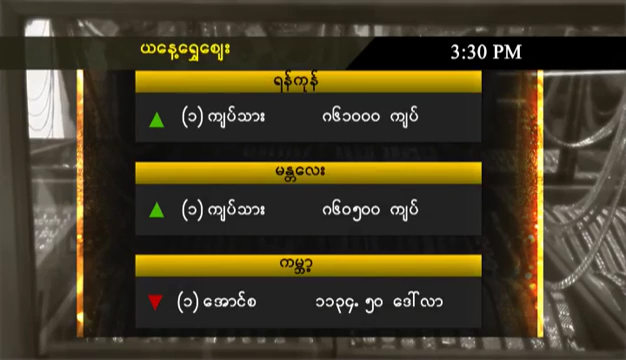 ယနေ့ရွှေဈေး
3:30 PM
ရန်ကုန်
(၁) ကျပ်သား ၈၆၁၀၀၀ ကျပ်
မန္တလေး
(၁) ကျပ်သား ၈၆၀၅၀၀ ကျပ်
ကမ္ဘာ့
(၁) အောင်စ ၁၁၃၄. ၅၀ ဒေါ်လာ